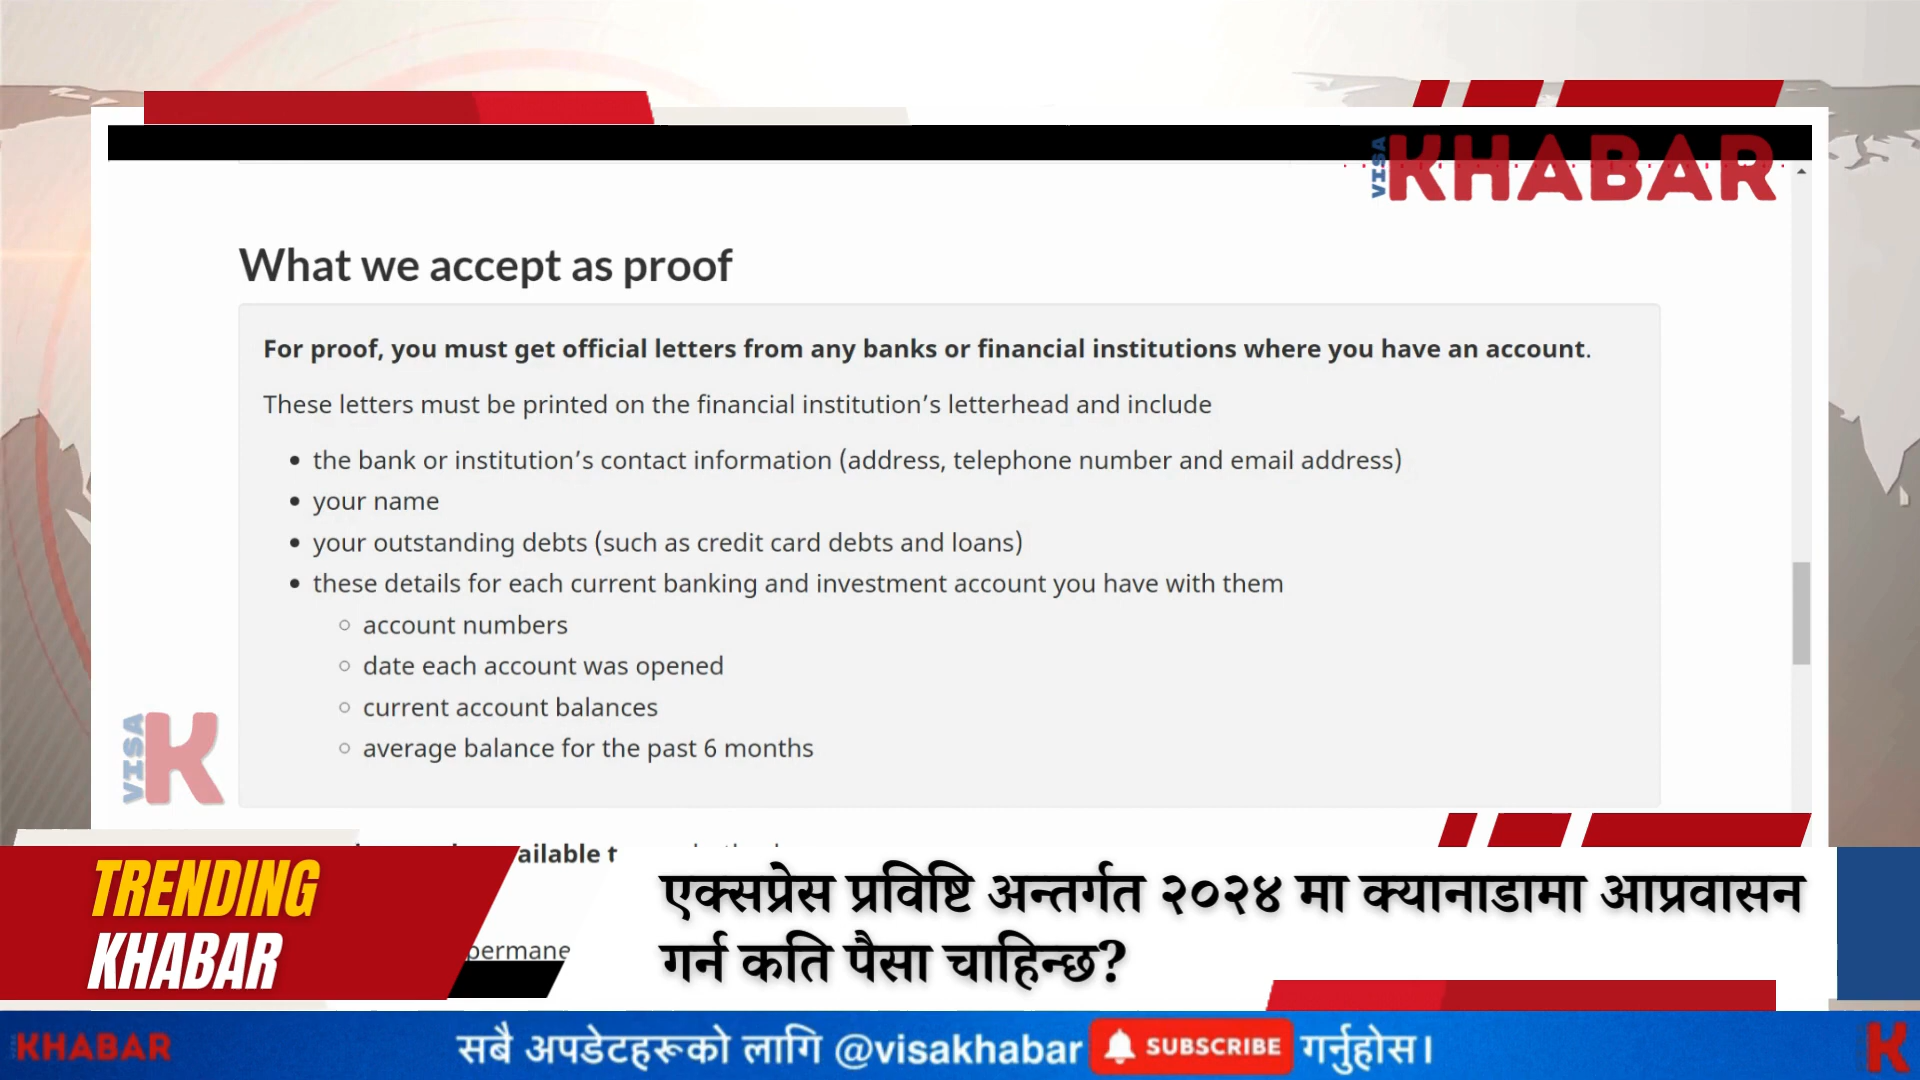 VISA KHABAR
What we accept as proof
For proof, you must get official letters from any banks or financial institutions where you have an account.
These letters must be printed on the financial institution’s letterhead and include
the bank or institution’s contact information (address, telephone number and email address)
your name
your outstanding debts (such as credit card debts and loans)
these details for each current banking and investment account you have with them
account numbers
date each account was opened
current account balances
average balance for the past 6 months
VISA K
TRENDING
KHABAR
एक्सप्रेस प्रविष्टि अन्तर्गत २०२४ मा क्यानाडामा आप्रवासन
गर्न कति पैसा चाहिन्छ?
KHABAR
सबै अपडेटहरूको लागि @visakhabar SUBSCRIBE गर्नुहोस।
K